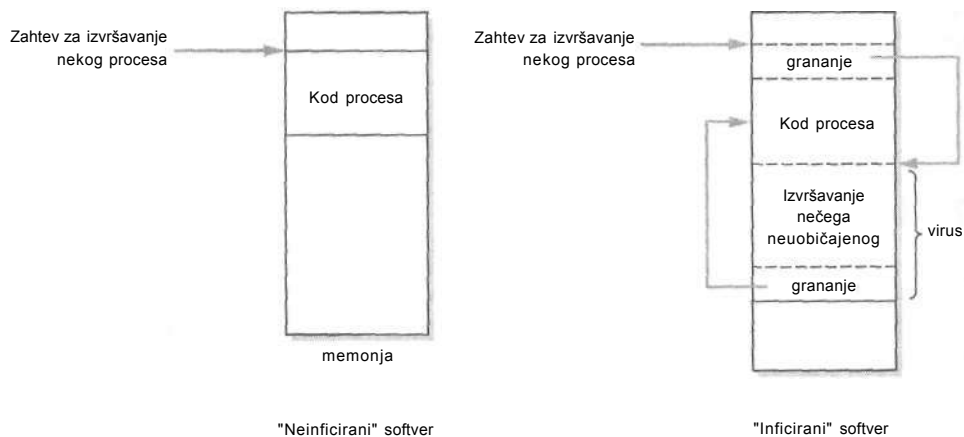 Zahtev za izvršavanje
nekog procesa
Kod procesa
memonja
"Neinficirani" softver
Zahtev za izvršavanje
nekog procesa
grananje
Kod procesa
Izvršavanje
nečega
neuobičajenog
virus
grananje
"Inficirani" softver